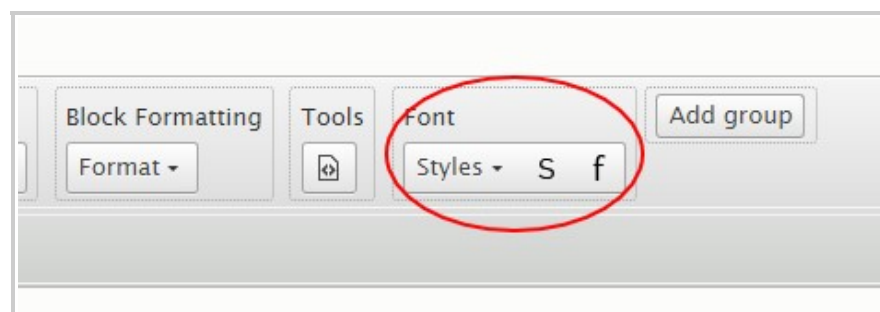 Block Formatting
Tools
Font
Add group
Format
Styles
S
f